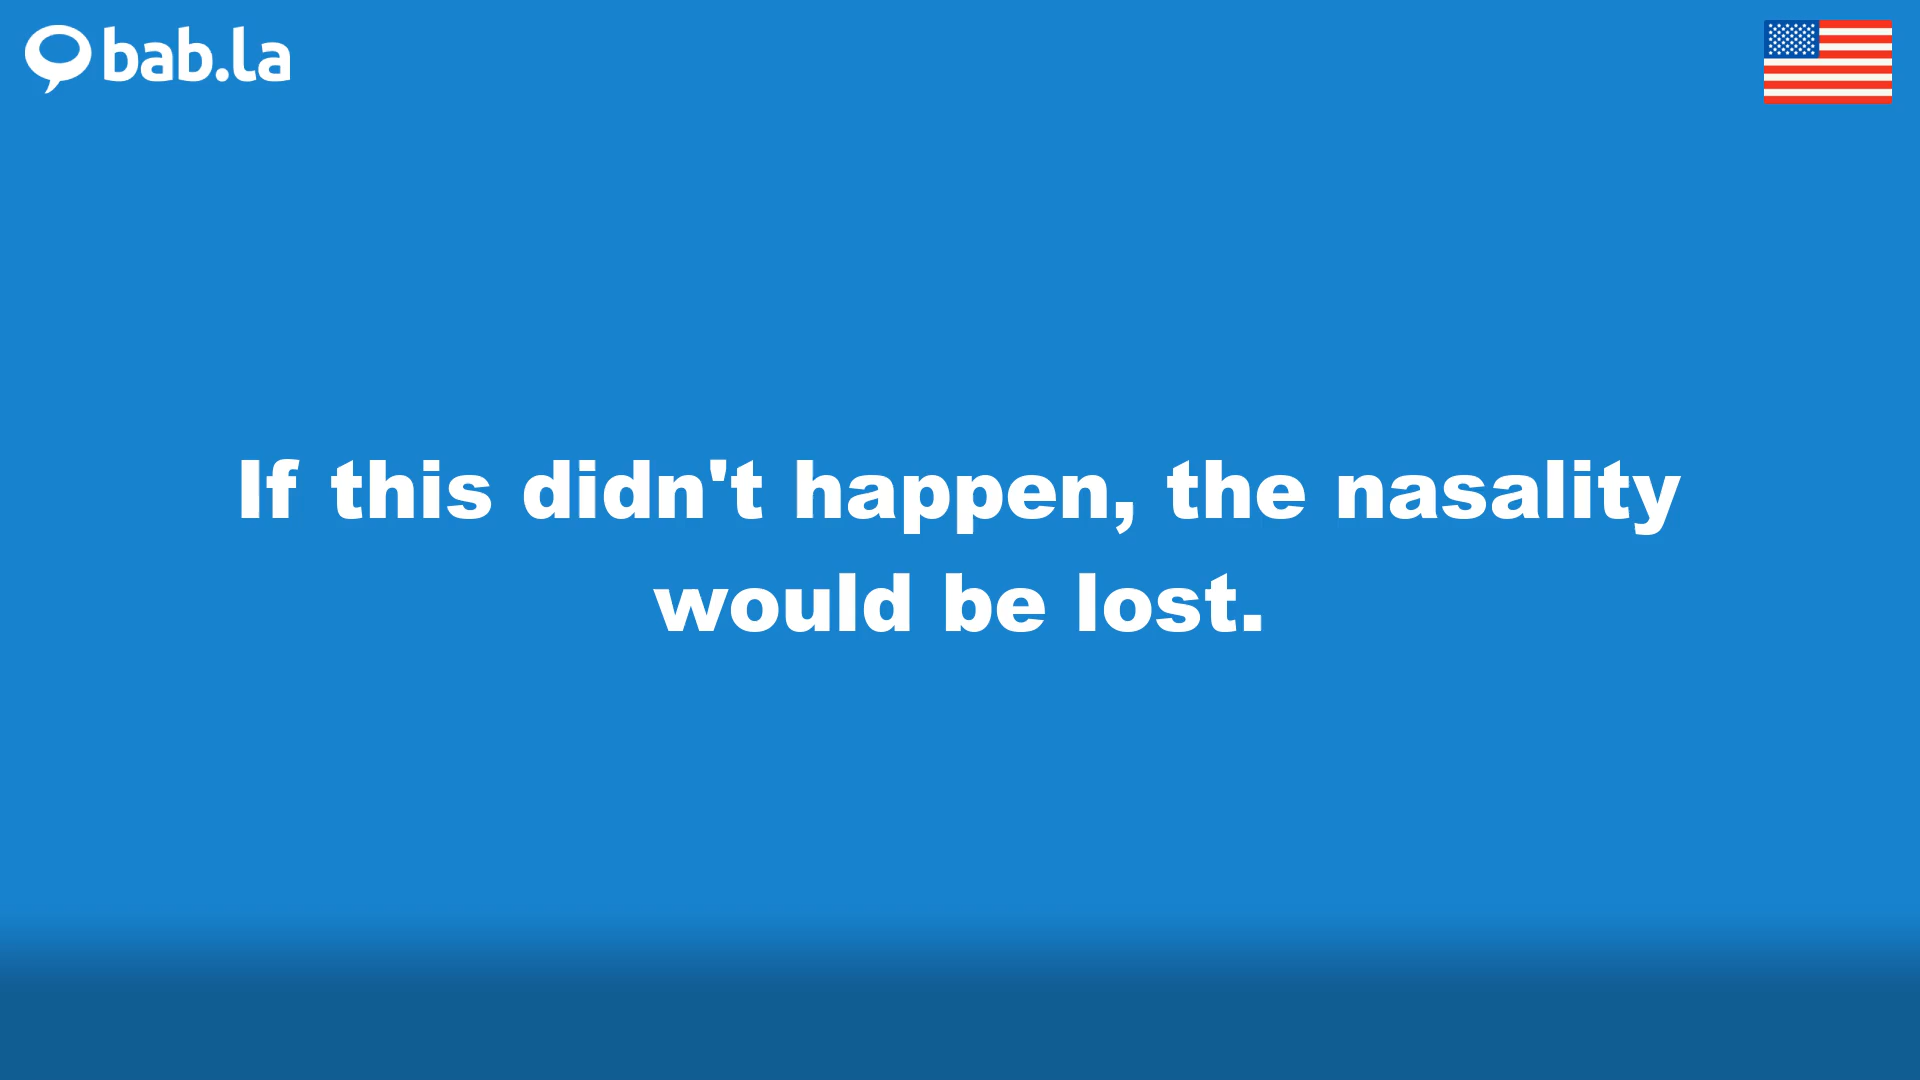 bab.la
If this didn't happen, the nasality
would be lost.